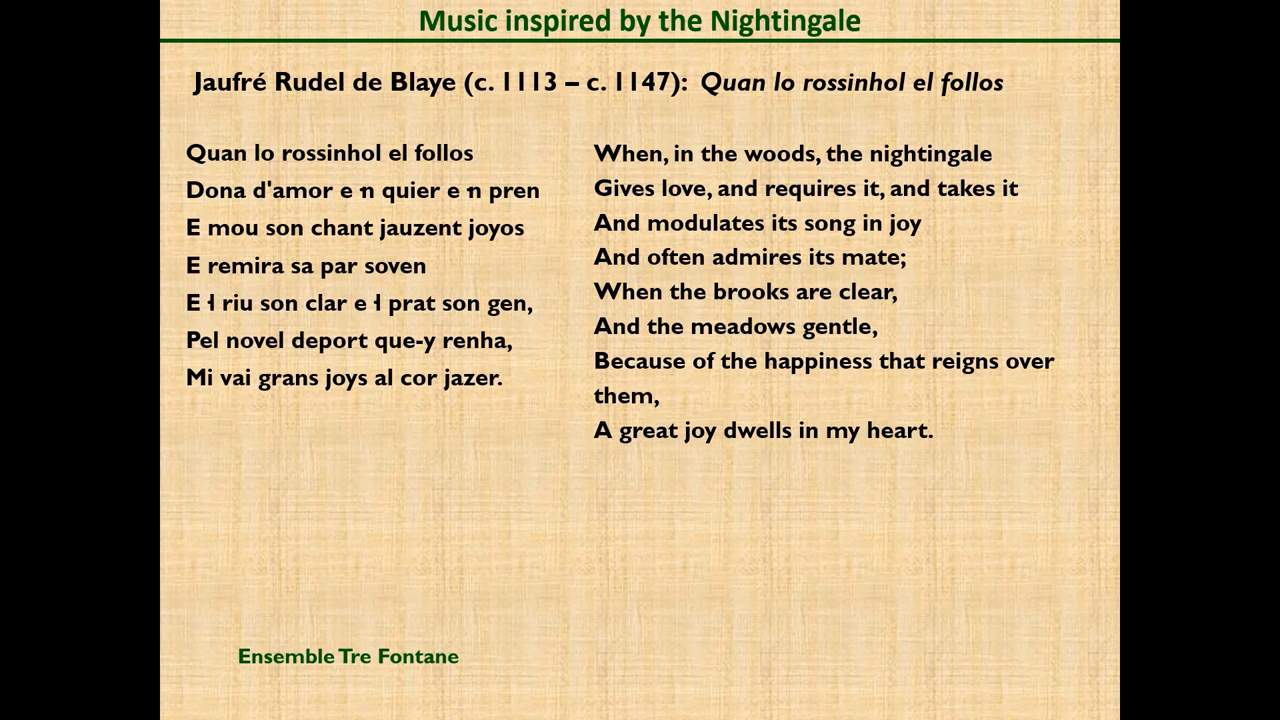 Music inspired by the Nightingale
Jaufré Rudel de Blaye (c. 1113 – c. 1147): Quan lo rossinhol el follos
Quan lo rossinhol el follos
Dona d'amor e·n quier e·n pren
E mou son chant jauzent joyos
E remira sa par soven
E·l riu son clar e·l prat son gen,
Pel novel deport que-y renha,
Mi vai grans joys al cor jazer.
When, in the woods, the nightingale
Gives love, and requires it, and takes it
And modulates its song in joy
And often admires its mate;
When the brooks are clear,
And the meadows gentle,
Because of the happiness that reigns over
them,
A great joy dwells in my heart.
Ensemble Tre Fontane